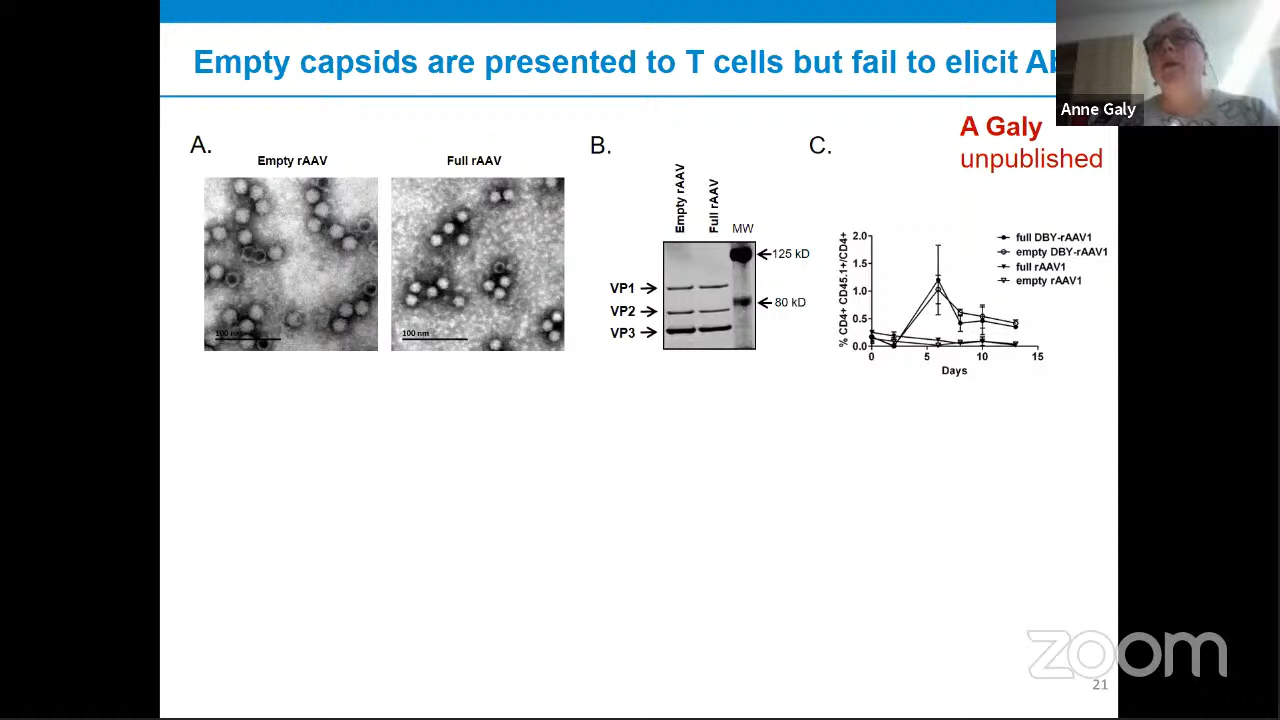 Empty capsids are presented to T cells but fail to elicit Ab
Anne Galy
A Galy
unpublished
A.
Empty rAAV
Full rAAV
100 nm
100 nm
B.
Empty rAAV
Full rAAV
MW
125 kD
80 kD
VP1
VP2
VP3
C.
% CD4+ CD45.1+/CD4+
2.0
1.5
1.0
0.5
0.0
0
5
10
15
Days
full DBY-rAAV1
empty DBY-rAAV1
full rAAV1
empty rAAV1
zoom
21